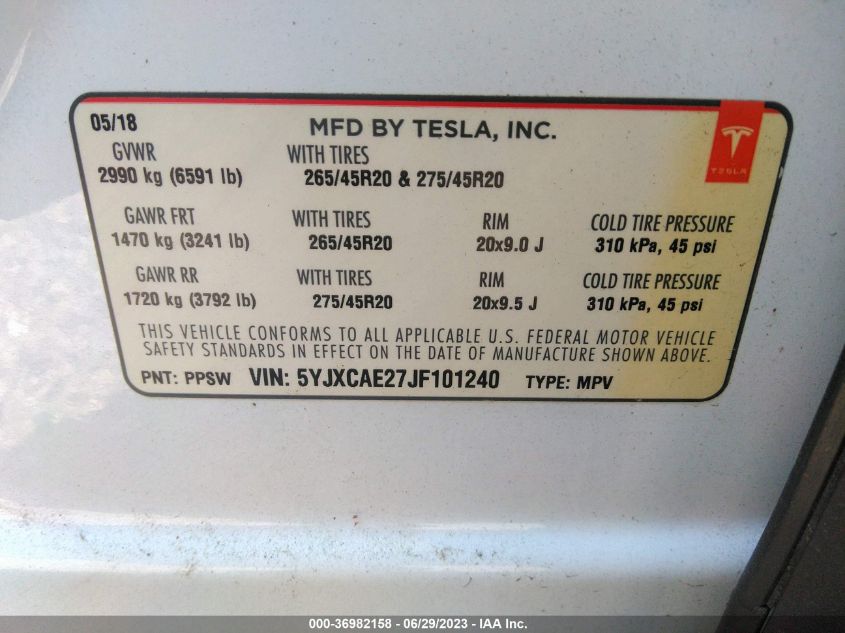 05/18 MFD BY TESLA, INC.
TESLA
GVWR WITH TIRES
2990 kg (6591 lb) 265/45R20 & 275/45R20
GAWR FRT WITH TIRES RIM COLD TIRE PRESSURE
1470 kg (3241 lb) 265/45R20 20x9.0 J 310 kPa, 45 psi
GAWR RR WITH TIRES RIM COLD TIRE PRESSURE
1720 kg (3792 lb) 275/45R20 20x9.5 J 310 kPa, 45 psi
THIS VEHICLE CONFORMS TO ALL APPLICABLE U.S. FEDERAL MOTOR VEHICLE
SAFETY STANDARDS IN EFFECT ON THE DATE OF MANUFACTURE SHOWN ABOVE.
PNT: PPSW VIN: 5YJXCAE27JF101240 TYPE: MPV
000-36982158 - 06/29/2023 - IAA Inc.